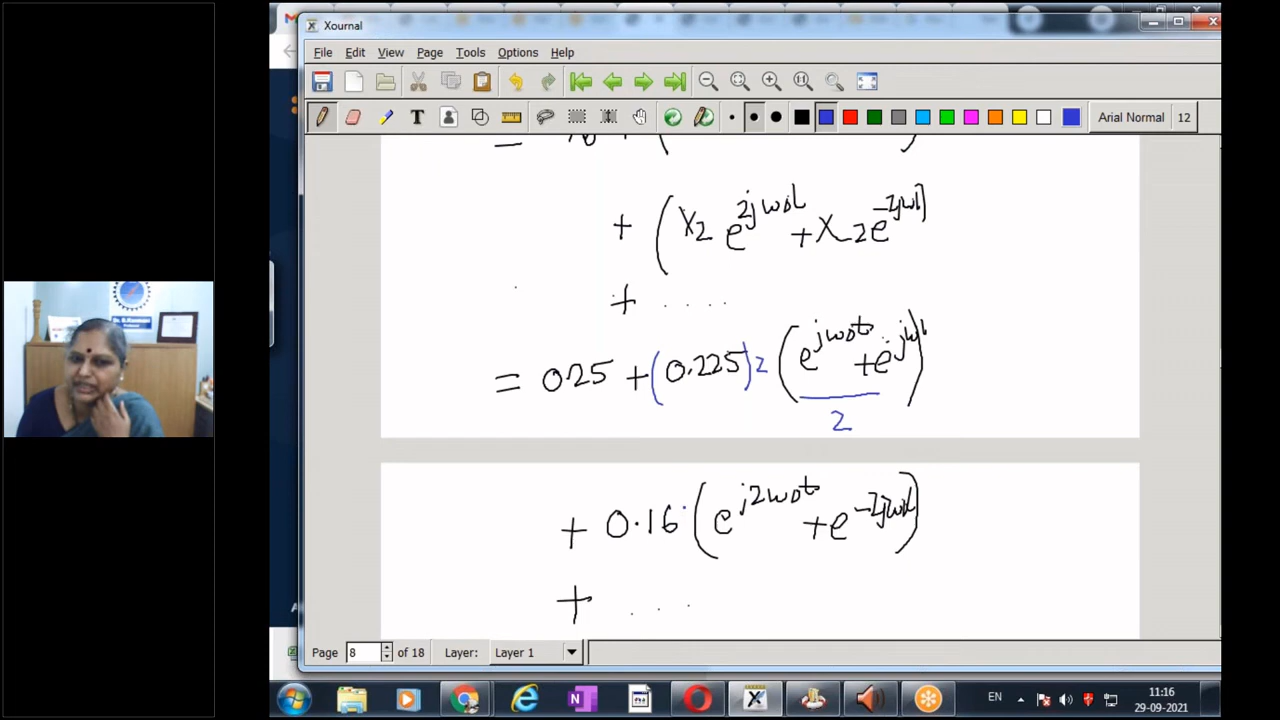 Xournal
File Edit View Page Tools Options Help
Arial Normal 12
=
+ (X2 e^2jω0t + X-2 e^-2jω
+ ....
= 0.25 + (0.225) 2 (e^jω0t + e^-jω
2
+ 0.16 (e^j2ω0t + e^-2jω0t)
+ ...
Page 8 of 18 Layer: Layer 1
EN 11:16
29-09-2021